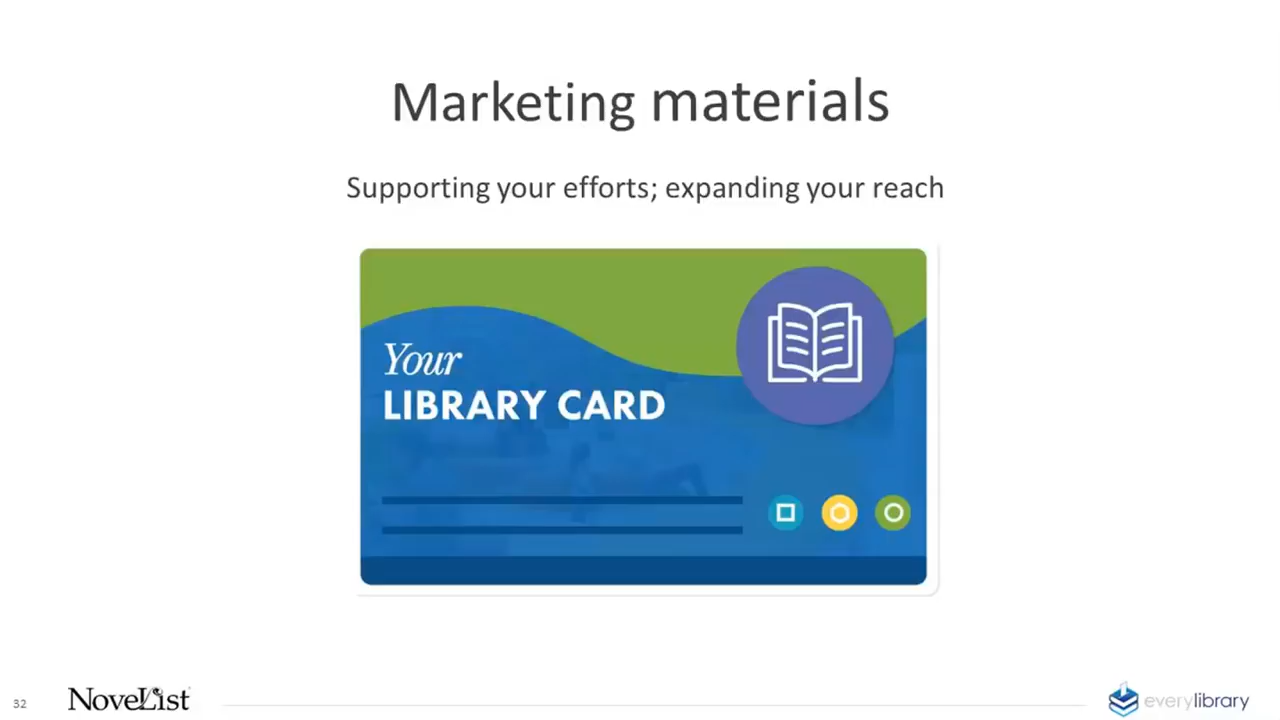 Marketing materials
Supporting your efforts; expanding your reach
Your
LIBRARY CARD
32
NoveList
everylibrary